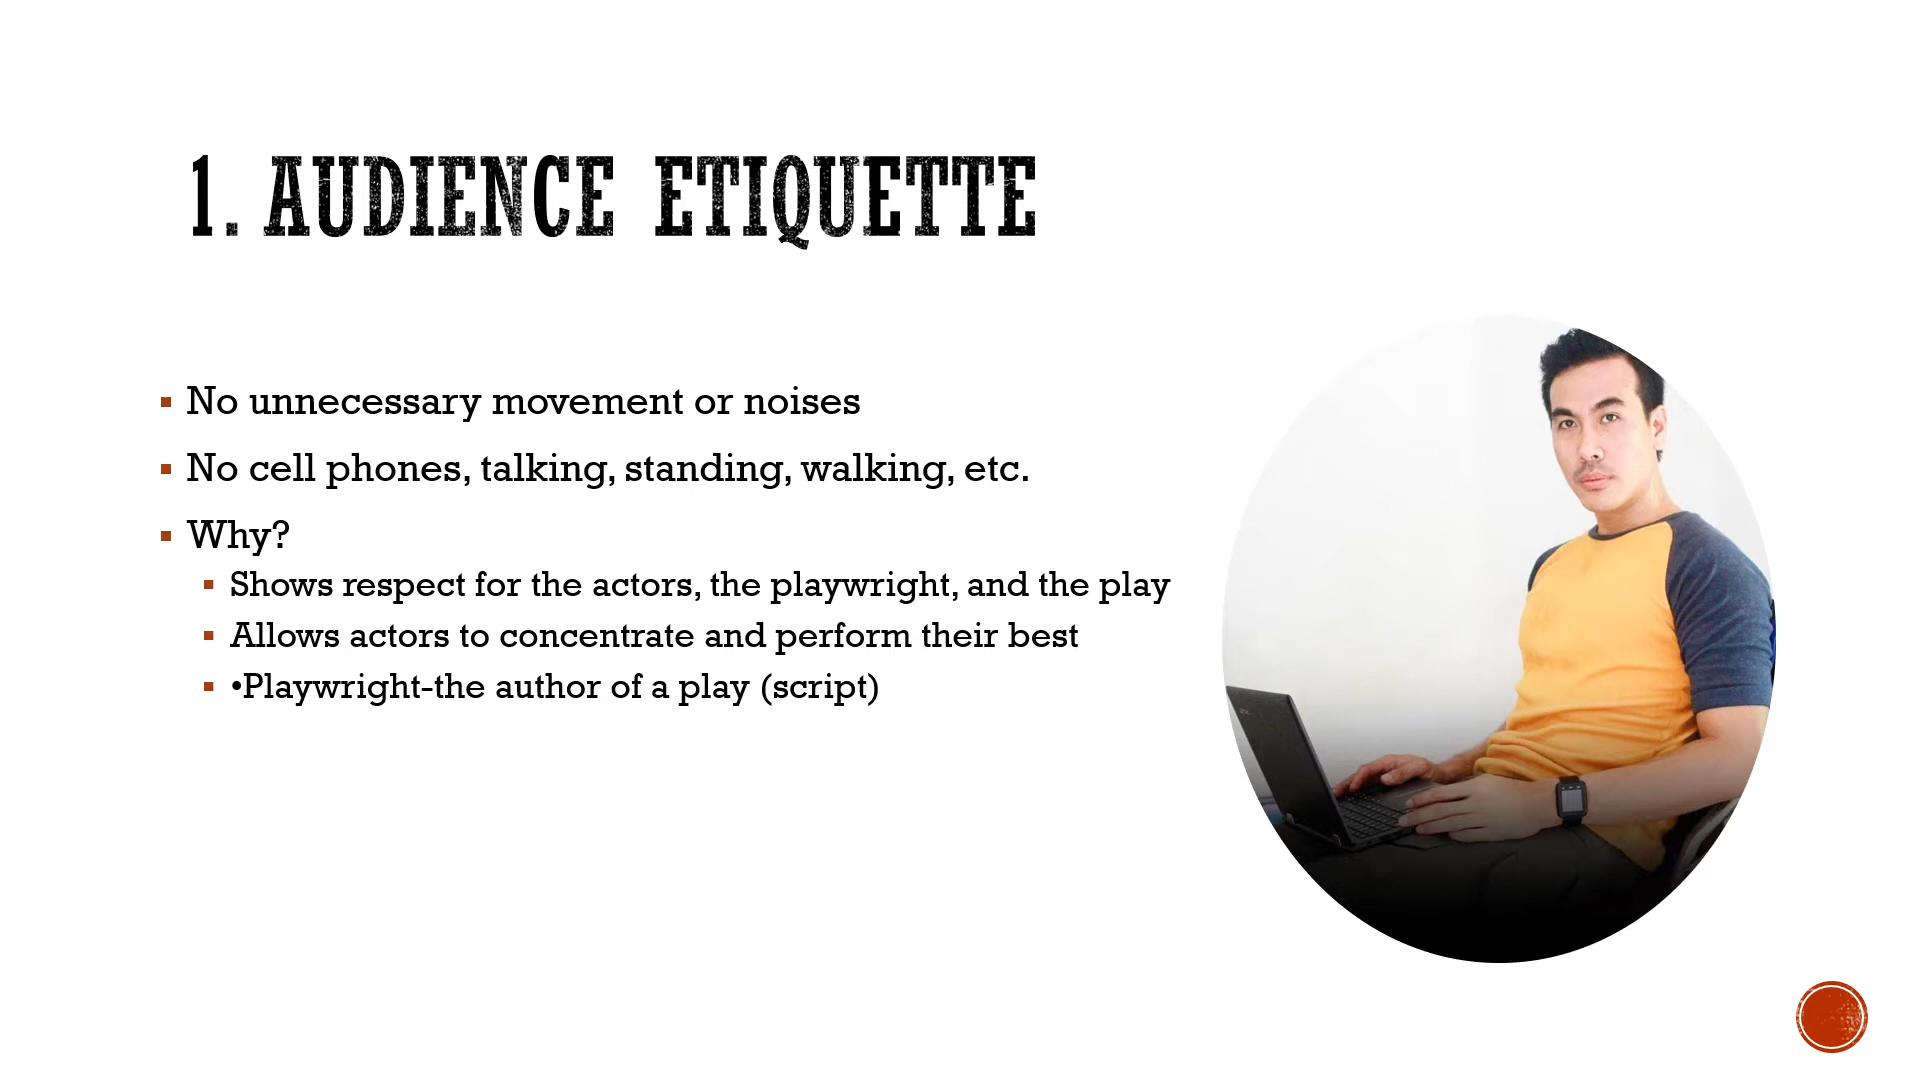 1. AUDIENCE ETIQUETTE
No unnecessary movement or noises
No cell phones, talking, standing, walking, etc.
Why?
Shows respect for the actors, the playwright, and the play
Allows actors to concentrate and perform their best
•Playwright-the author of a play (script)